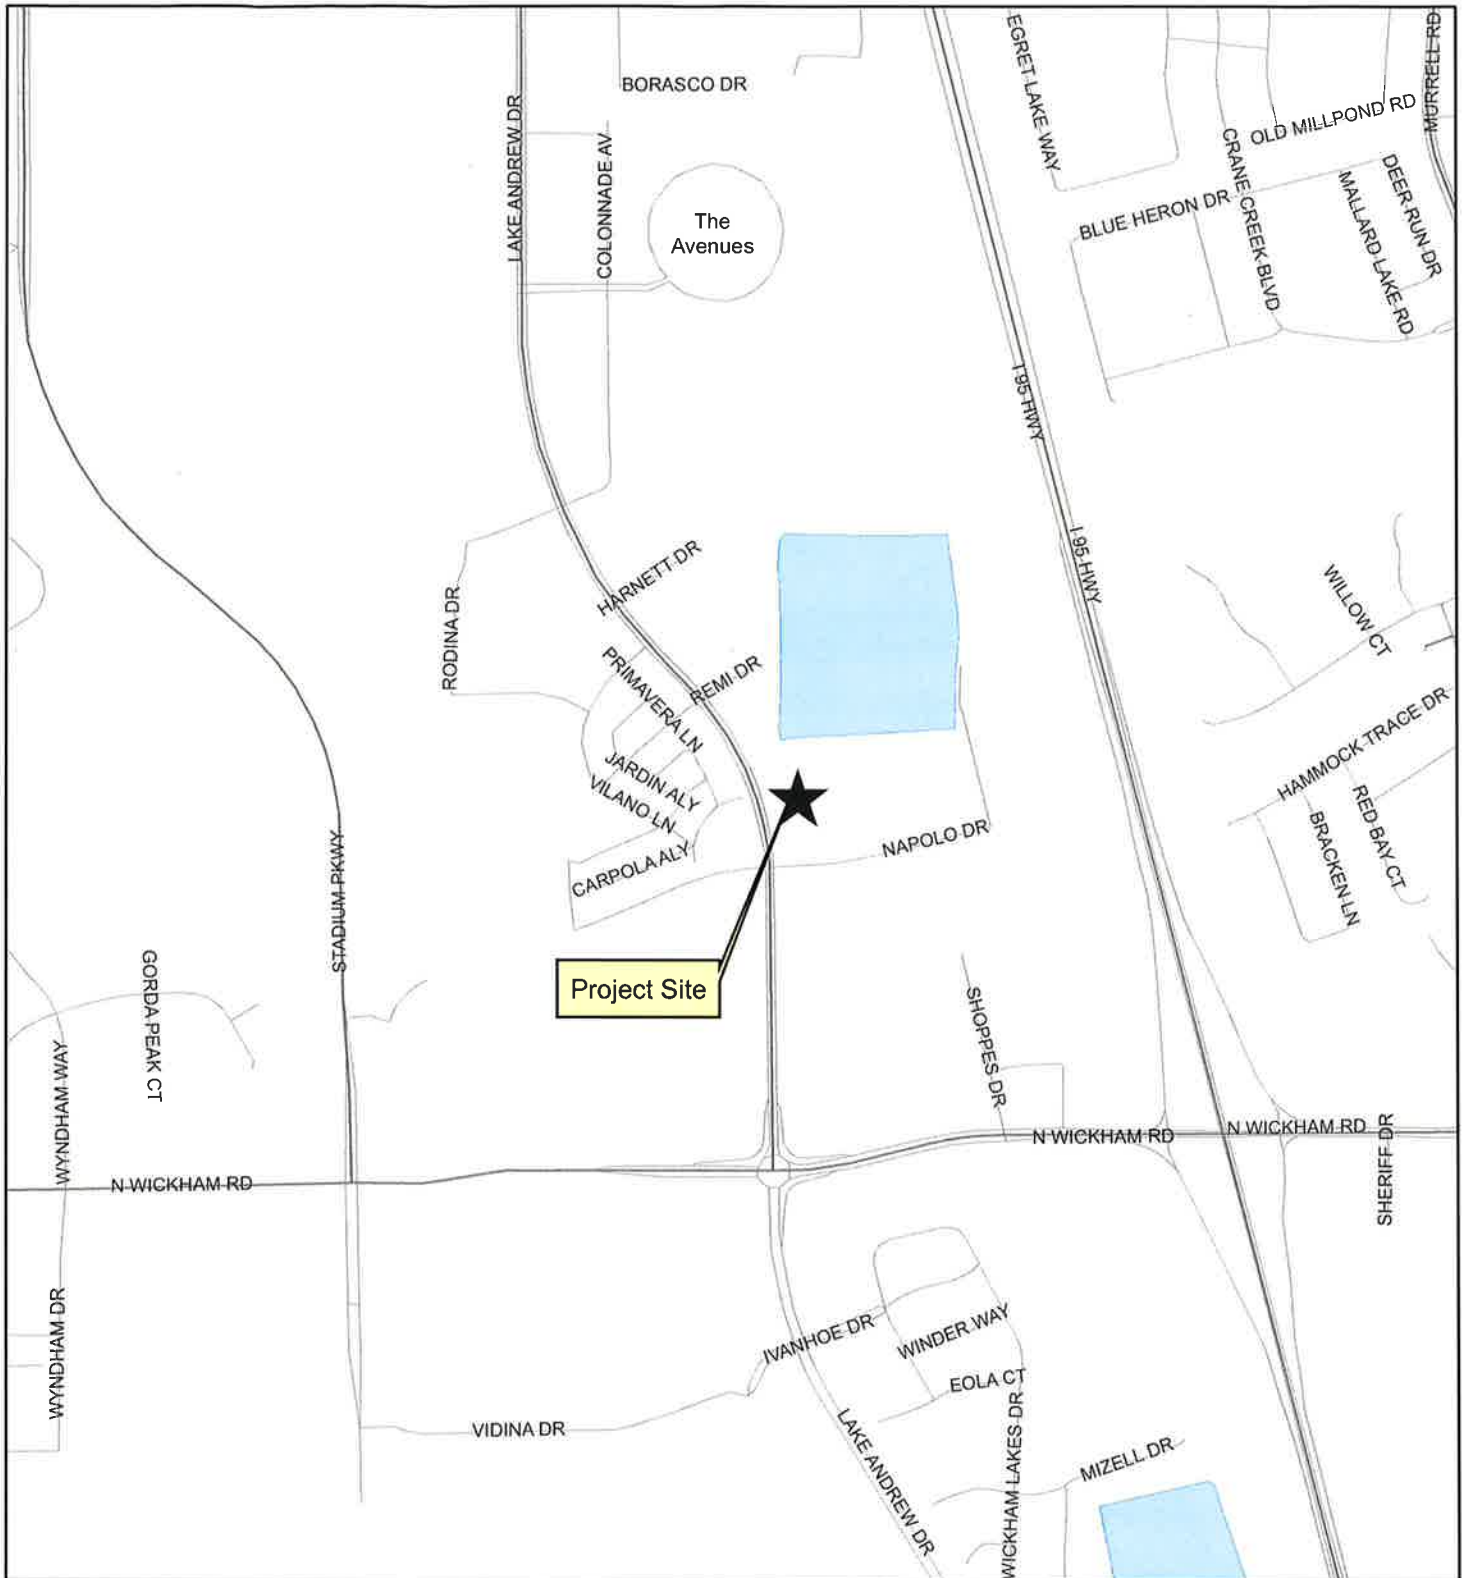 BORASCO DR
LAKE ANDREW DR
COLONNADE AV
The
Avenues
EGRET LAKE WAY
MURRELL RD
OLD MILLPOND RD
CRANE CREEK BLVD
BLUE HERON DR
MALLARD LAKE RD
DEER RUN DR
I 95 HWY
I 95 HWY
HARNETT DR
RODINA DR
PRIMAVERA LN
REMI DR
JARDIN ALY
VILANO LN
CARPOLA ALY
NAPOLO DR
WILLOW CT
HAMMOCK TRACE DR
RED BAY CT
BRACKEN LN
STADIUM PKWY
GORDA PEAK CT
WYNDHAM WAY
Project Site
SHOPPES DR
N WICKHAM RD
N WICKHAM RD
N WICKHAM RD
SHERIFF DR
WYNDHAM DR
IVANHOE DR
WINDER WAY
EOLA CT
VIDINA DR
LAKE ANDREW DR
WICKHAM LAKES DR
MIZELL DR